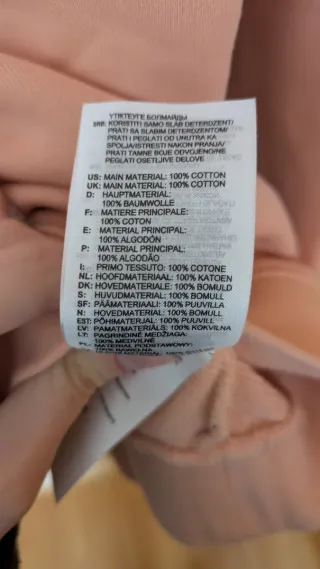 SRB: KORISTITI SAMO SLAB DETERDZENT/
PRATI SA SLABIM DETERDZENTOM/
PRATI I PEGLATI OD UNUTRA KA
SPOLJA/ISTRESTI NAKON PRANJA/
PRATI TAMNE BOJE ODVOJENO/NE
PEGLATI OSETLJIVE DELOVE
US: MAIN MATERIAL: 100% COTTON
UK: MAIN MATERIAL: 100% COTTON
D: HAUPTMATERIAL:
100% BAUMWOLLE
F: MATIERE PRINCIPALE:
100% COTON
E: MATERIAL PRINCIPAL:
100% ALGODÓN
P: MATERIAL PRINCIPAL:
100% ALGODÃO
I: PRIMO TESSUTO: 100% COTONE
NL: HOOFDMATERIAAL: 100% KATOEN
DK: HOVEDMATERIALE: 100% BOMULD
S: HUVUDMATERIAL: 100% BOMULL
SF: PÄÄMATERIAALI: 100% PUUVILLA
N: HOVEDMATERIAL: 100% BOMULL
EST: PÕHIMATERJAL: 100% PUUVILL
LV: PAMATMATERIĀLS: 100% KOKVILNA
LT: PAGRINDINĖ MEDŽIAGA:
100% MEDVILNĖ
PL: MATERIAŁ PODSTAWOWY:
100% BAWEŁNA